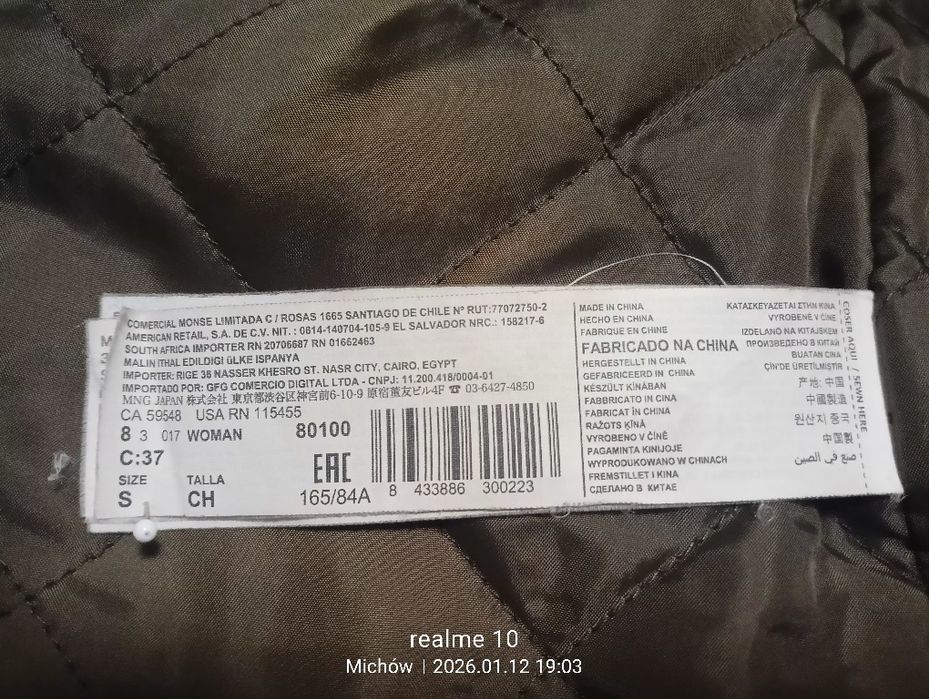 COMERCIAL MONSE LIMITADA C / ROSAS 1665 SANTIAGO DE CHILE Nº RUT:77072750-2
AMERICAN RETAIL, S.A. DE C.V. NIT. : 0614-140704-105-9 EL SALVADOR NRC.: 158217-6
SOUTH AFRICA IMPORTER RN 20706687 RN 01662463
MALIN ITHAL EDILDIGI ÜLKE ISPANYA
IMPORTER: RIGE 38 NASSER KHESRO ST. NASR CITY, CAIRO, EGYPT
IMPORTADO POR: GFG COMERCIO DIGITAL LTDA - CNPJ: 11.200.418/0004-01
MNG JAPAN 株式会社 東京都渋谷区神宮前6-10-9 原宿董友ビル4F ☎ 03-6427-4850
CA 59548 USA RN 115455
8 3 017 WOMAN 80100
C:37
SIZE TALLA EAC
S CH 165/84A 8 433886 300223
MADE IN CHINA
HECHO EN CHINA
FABRIQUE EN CHINE
FABRICADO NA CHINA
HERGESTELLT IN CHINA
GEFABRICEERD IN CHINA
KÉSZÜLT KÍNÁBAN
FABBRICATO IN CINA
FABRICAT ÎN CHINA
RAŽOTS ĶĪNĀ
VYROBENO V ČÍNĚ
PAGAMINTA KINIJOJE
WYPRODUKOWANO W CHINACH
FREMSTILLET I KINA
СДЕЛАНО В КИТАЕ
ΚΑΤΑΣΚΕΥΑΖΕΤΑΙ ΣΤΗΝ ΚΙΝΑ
VYROBENÉ V ČÍNE
IZDELANO NA KITAJSKEM
ПРОИЗВЕДЕНО В КИТАЙ
BUATAN CINA
ÇİN'DE ÜRETİLMİŞTİR
产地: 中国
中國製造
원산지 중국
中国製
صنع في الصين
COSER AQUI / SEWN HERE
realme 10
Michów | 2026.01.12 19:03